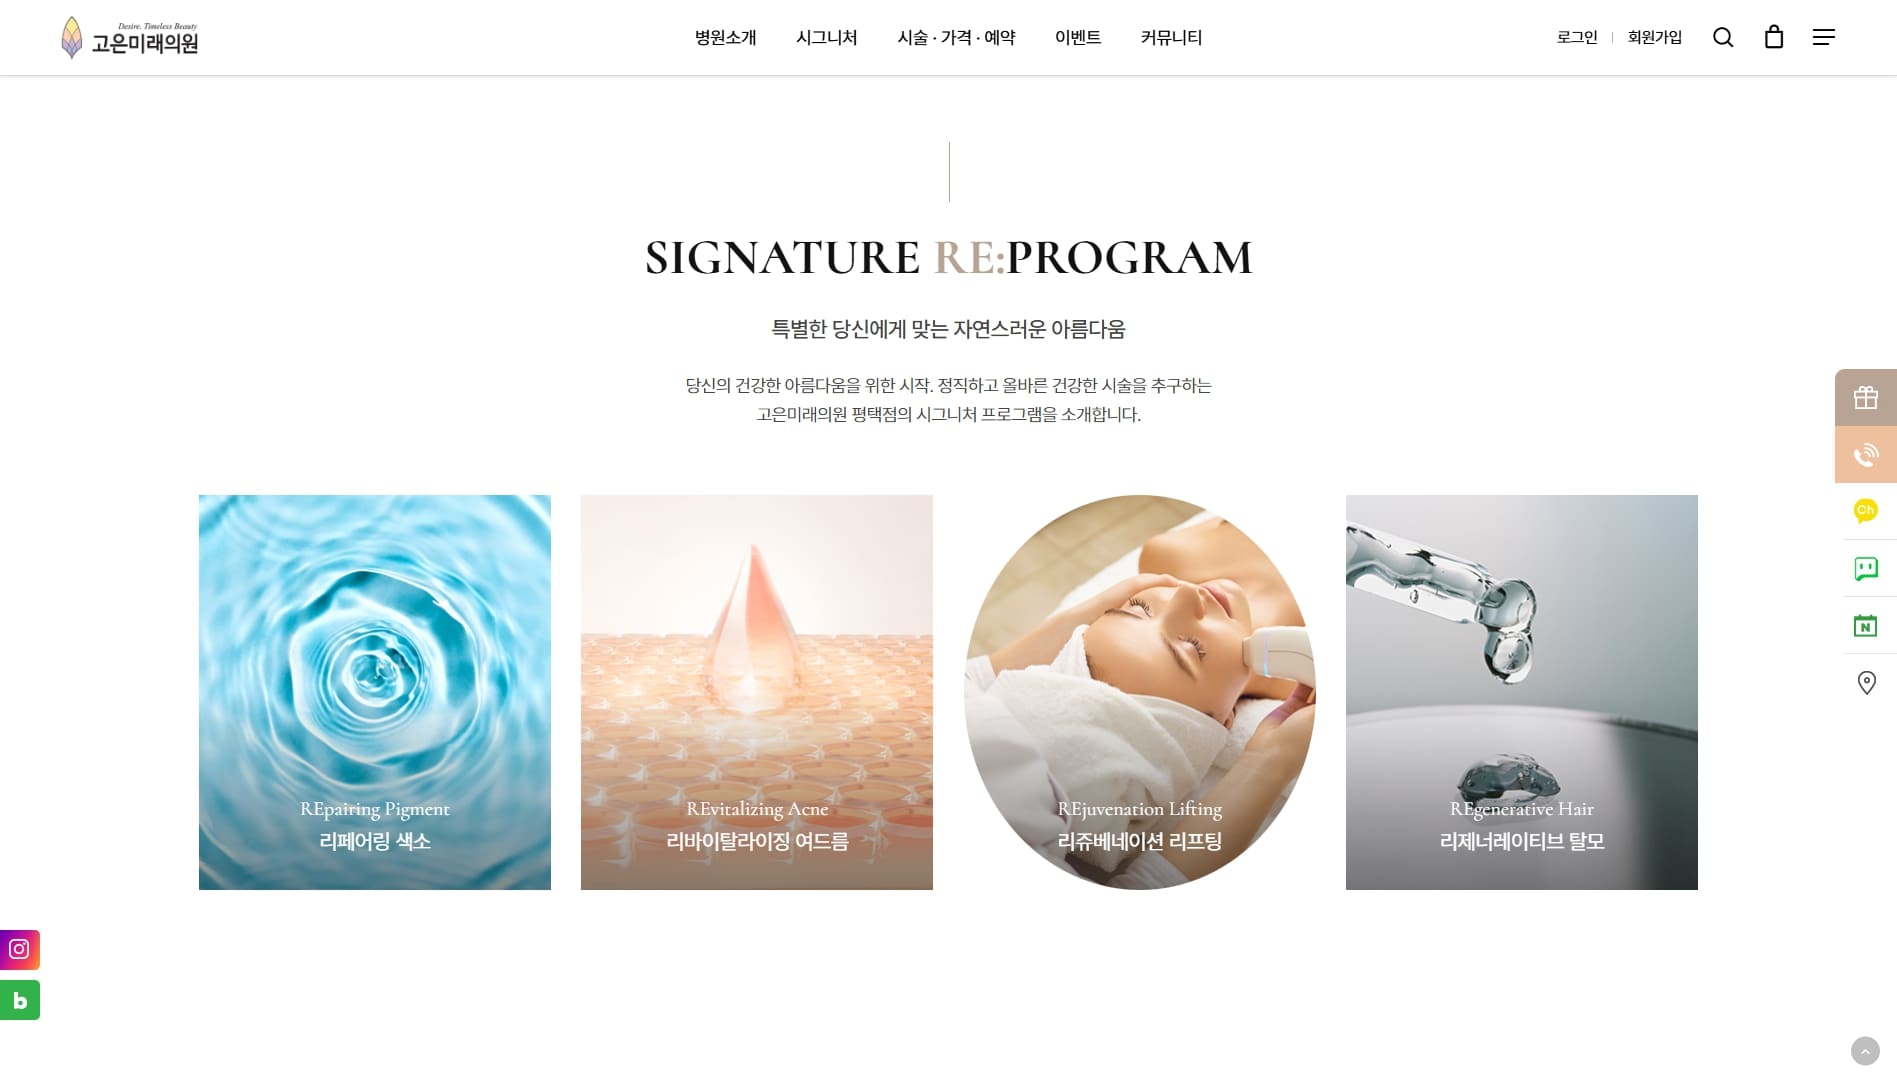 Desire, Timeless Beauty
고은미래의원
병원소개
시그니처
시술 · 가격 · 예약
이벤트
커뮤니티
로그인
회원가입
SIGNATURE RE:PROGRAM
특별한 당신에게 맞는 자연스러운 아름다움
당신의 건강한 아름다움을 위한 시작. 정직하고 올바른 건강한 시술을 추구하는
고은미래의원 평택점의 시그니처 프로그램을 소개합니다.
REpairing Pigment
리페어링 색소
REvitalizing Acne
리바이탈라이징 여드름
REjuvenation Lifting
리쥬베네이션 리프팅
REgenerative Hair
리제너레이티브 탈모
Ch
N
b